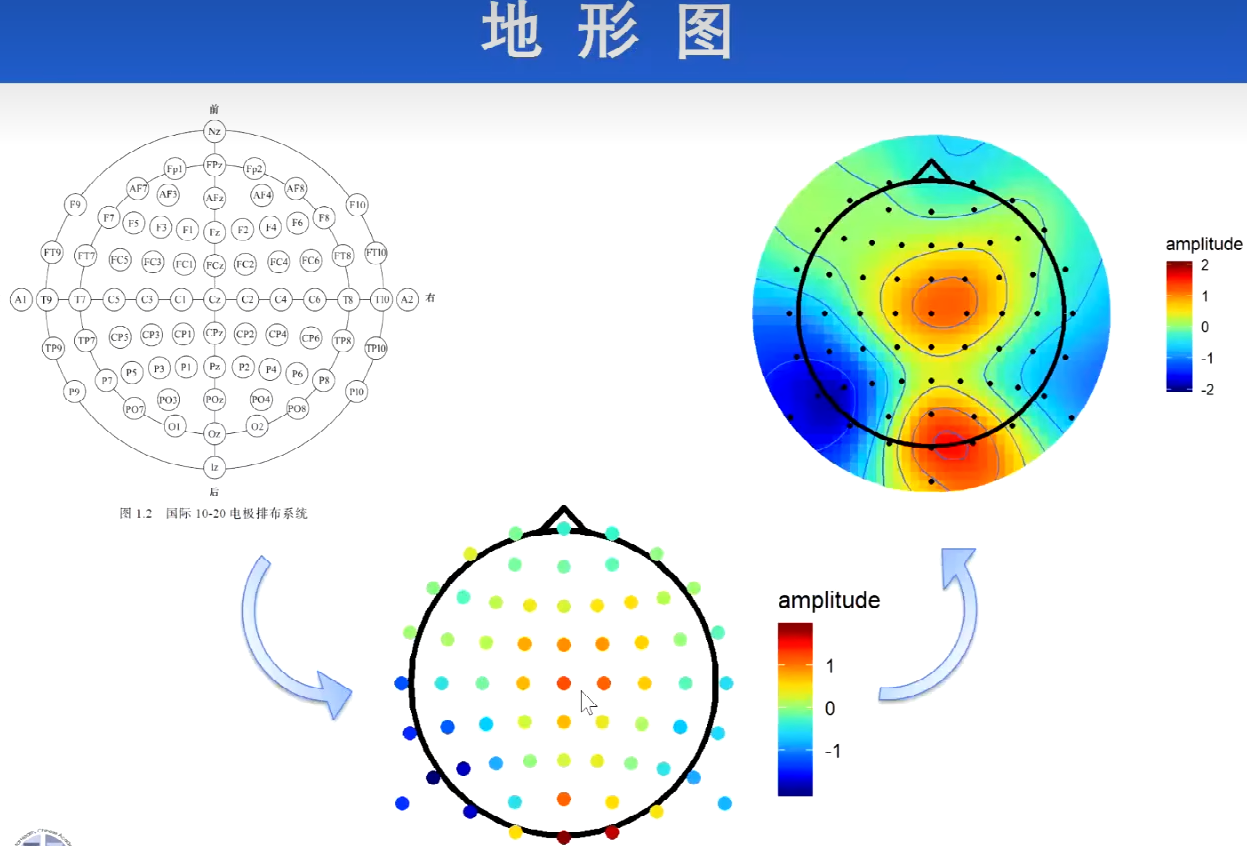 地 形 图
前
Nz
Fp1 FPz Fp2
AF7 AF3 AFz AF4 AF8
F9 F10
F7 F5 F3 F1 Fz F2 F4 F6 F8
FT9 FT7 FC5 FC3 FC1 FCz FC2 FC4 FC6 FT8 FT10
A1 T9 T7 C5 C3 C1 Cz C2 C4 C6 T8 T10 A2 右
TP9 TP7 CP5 CP3 CP1 CPz CP2 CP4 CP6 TP8 TP10
P9 P7 P5 P3 P1 Pz P2 P4 P6 P8 P10
PO7 PO3 POz PO4 PO8
O1 Oz O2
Iz
后
图 1.2 国际 10-20 电极排布系统
amplitude
2
1
0
-1
-2
amplitude
1
0
-1